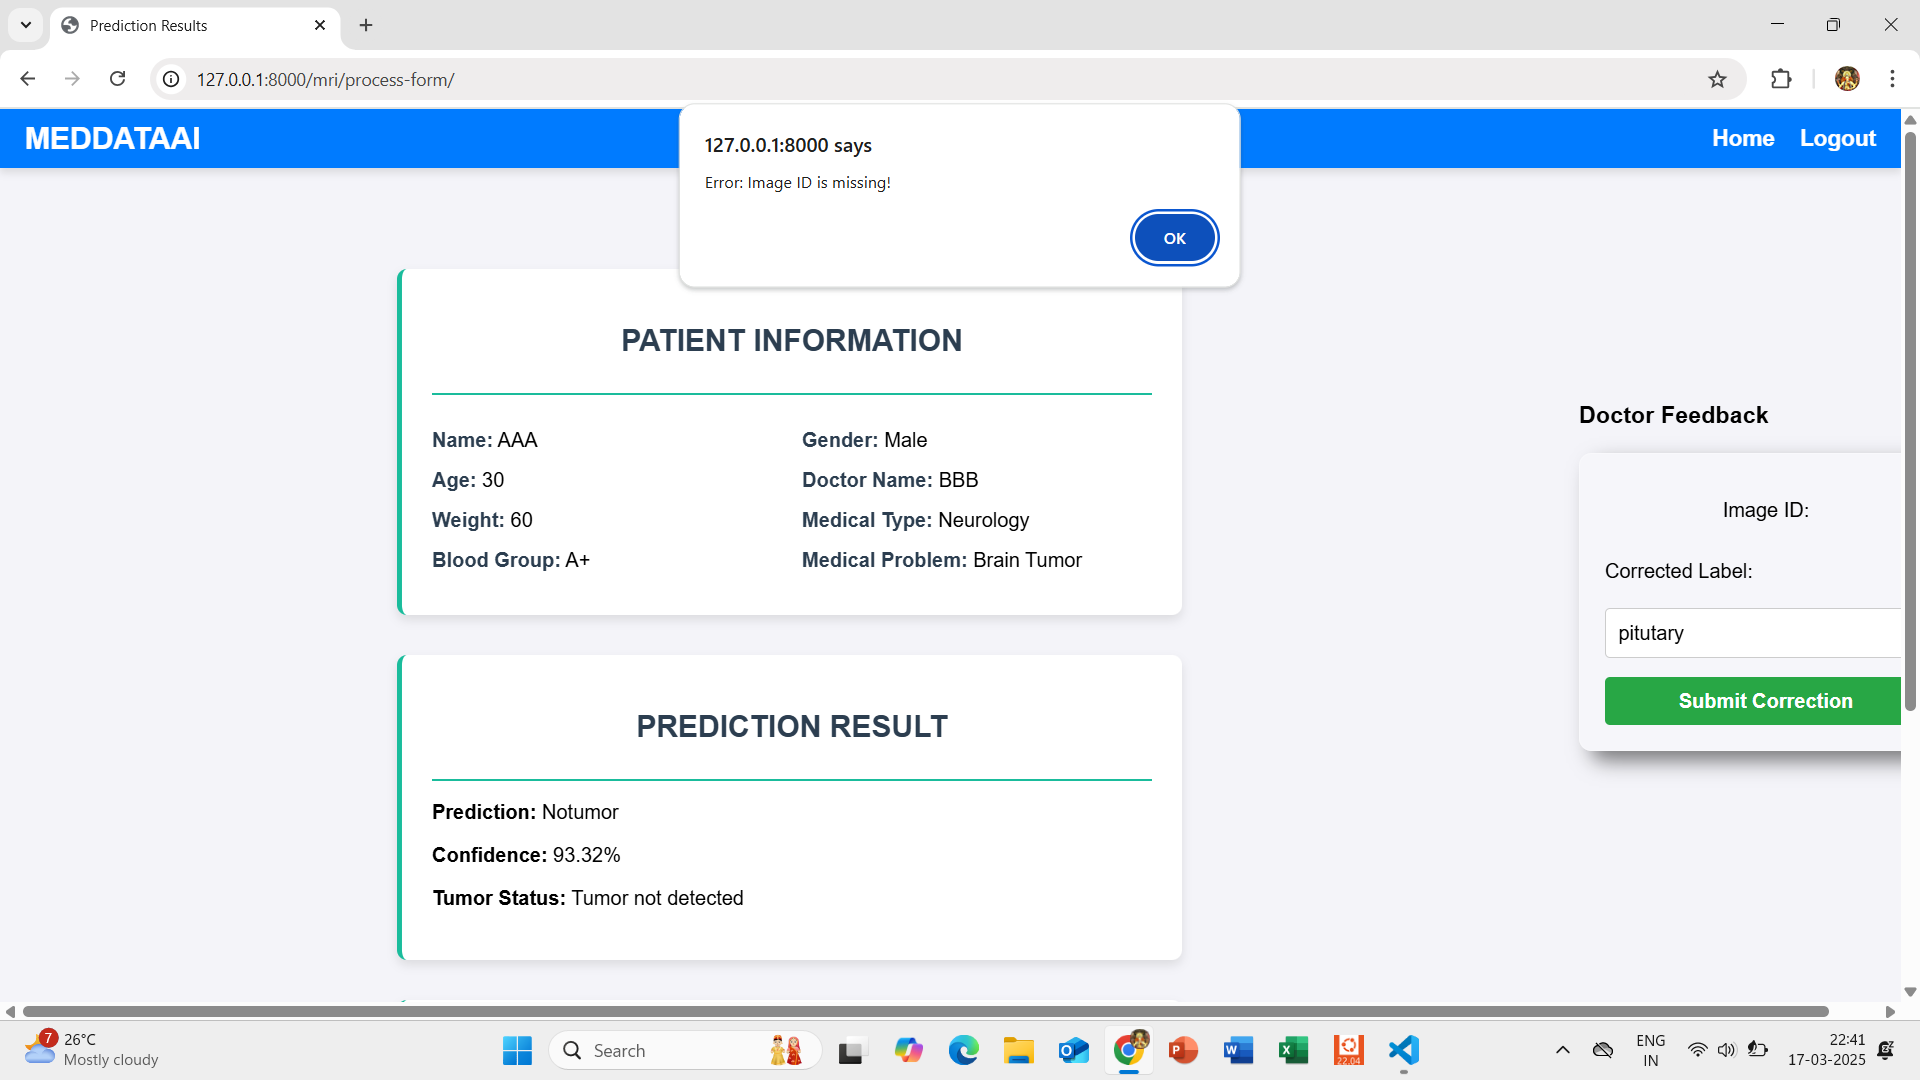 Prediction Results
127.0.0.1:8000/mri/process-form/
MEDDATAAI
Home Logout
127.0.0.1:8000 says
Error: Image ID is missing!
OK
PATIENT INFORMATION
Name: AAA
Gender: Male
Age: 30
Doctor Name: BBB
Weight: 60
Medical Type: Neurology
Blood Group: A+
Medical Problem: Brain Tumor
Doctor Feedback
Image ID:
Corrected Label:
pitutary
Submit Correction
PREDICTION RESULT
Prediction: Notumor
Confidence: 93.32%
Tumor Status: Tumor not detected
7
26°C
Mostly cloudy
Search
22.04
ENG
IN
22:41
17-03-2025